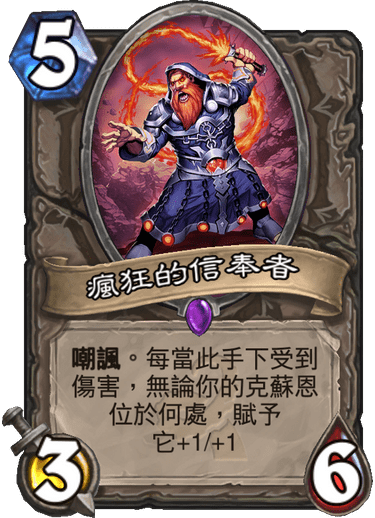 5
瘋狂的信奉者
嘲諷。每當此手下受到
傷害，無論你的克蘇恩
位於何處，賦予
它+1/+1
3
6